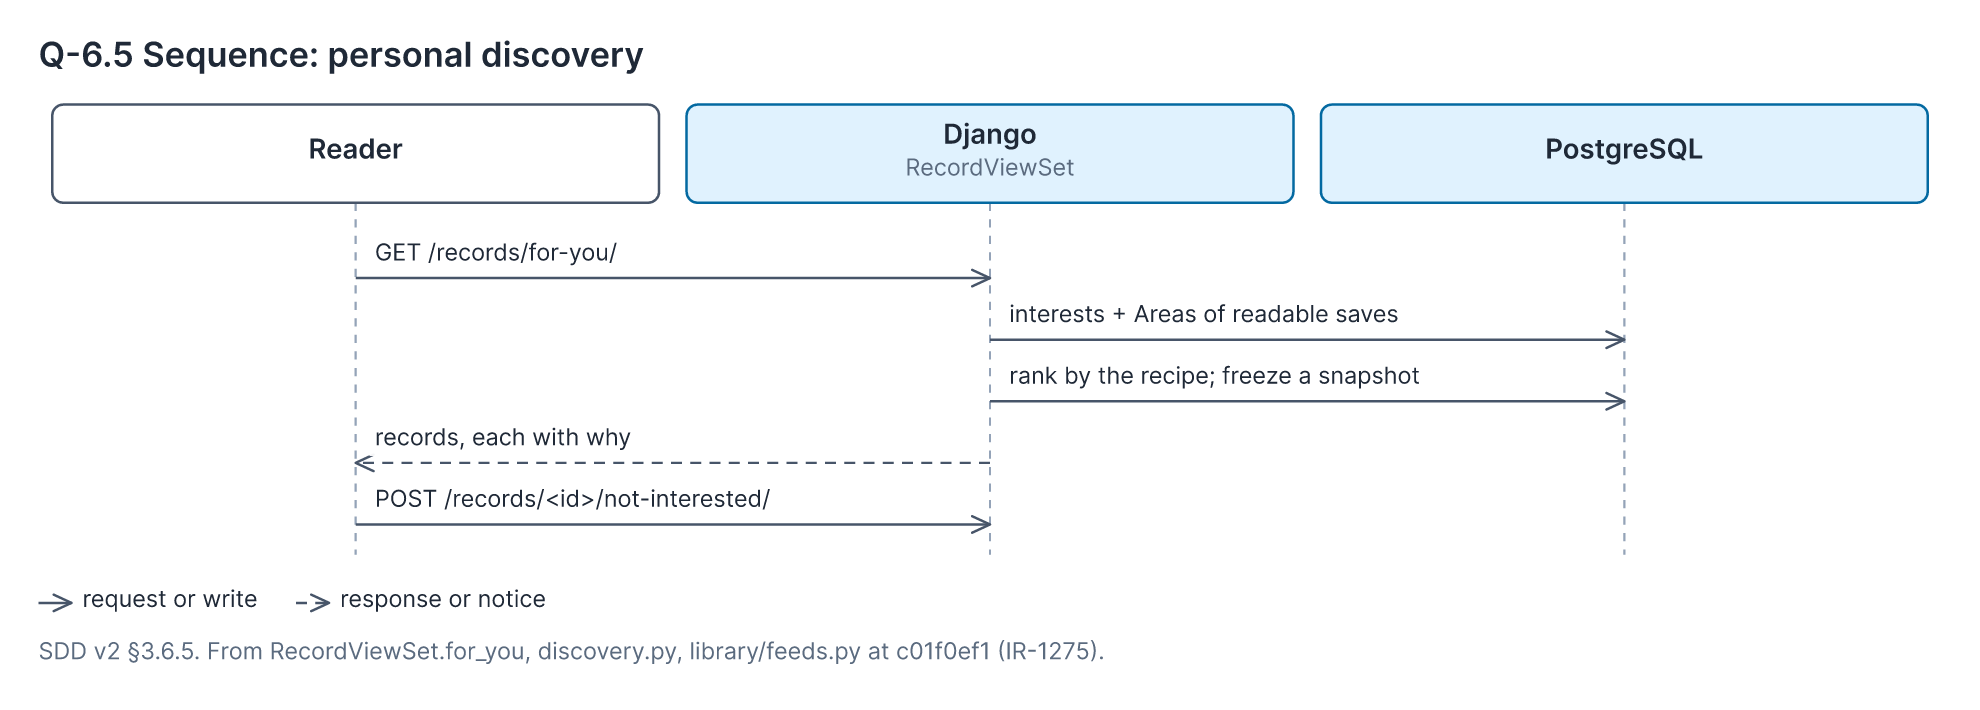 Q-6.5 Sequence: personal discovery
Reader
Django
RecordViewSet
PostgreSQL
GET /records/for-you/
interests + Areas of readable saves
rank by the recipe; freeze a snapshot
records, each with why
POST /records/<id>/not-interested/
request or write
response or notice
SDD v2 §3.6.5. From RecordViewSet.for_you, discovery.py, library/feeds.py at c01f0ef1 (IR-1275).